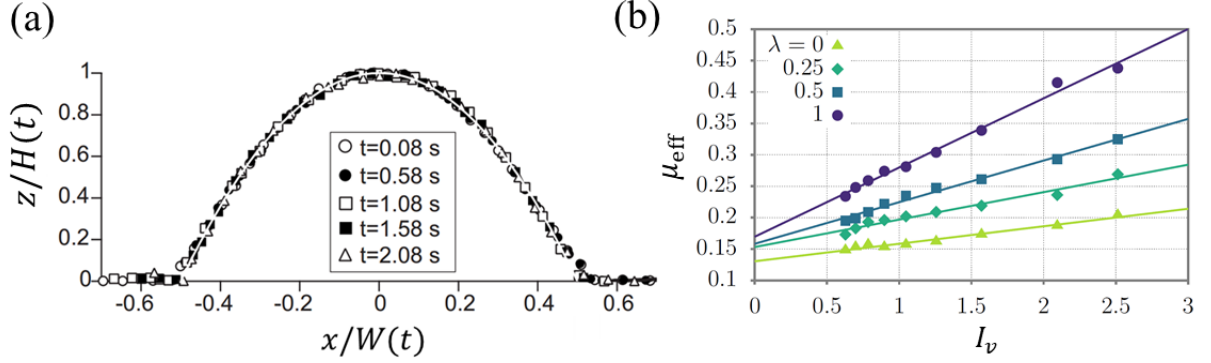 (a)
1
0.8
0.6
0.4
0.2
0
z/H(t)
-0.6
-0.4
-0.2
0
0.2
0.4
0.6
x/W(t)
t=0.08 s
t=0.58 s
t=1.08 s
t=1.58 s
t=2.08 s
(b)
0.5
0.45
0.4
0.35
0.3
0.25
0.2
0.15
0.1
μeff
λ = 0
0.25
0.5
1
0
0.5
1
1.5
2
2.5
3
Iv